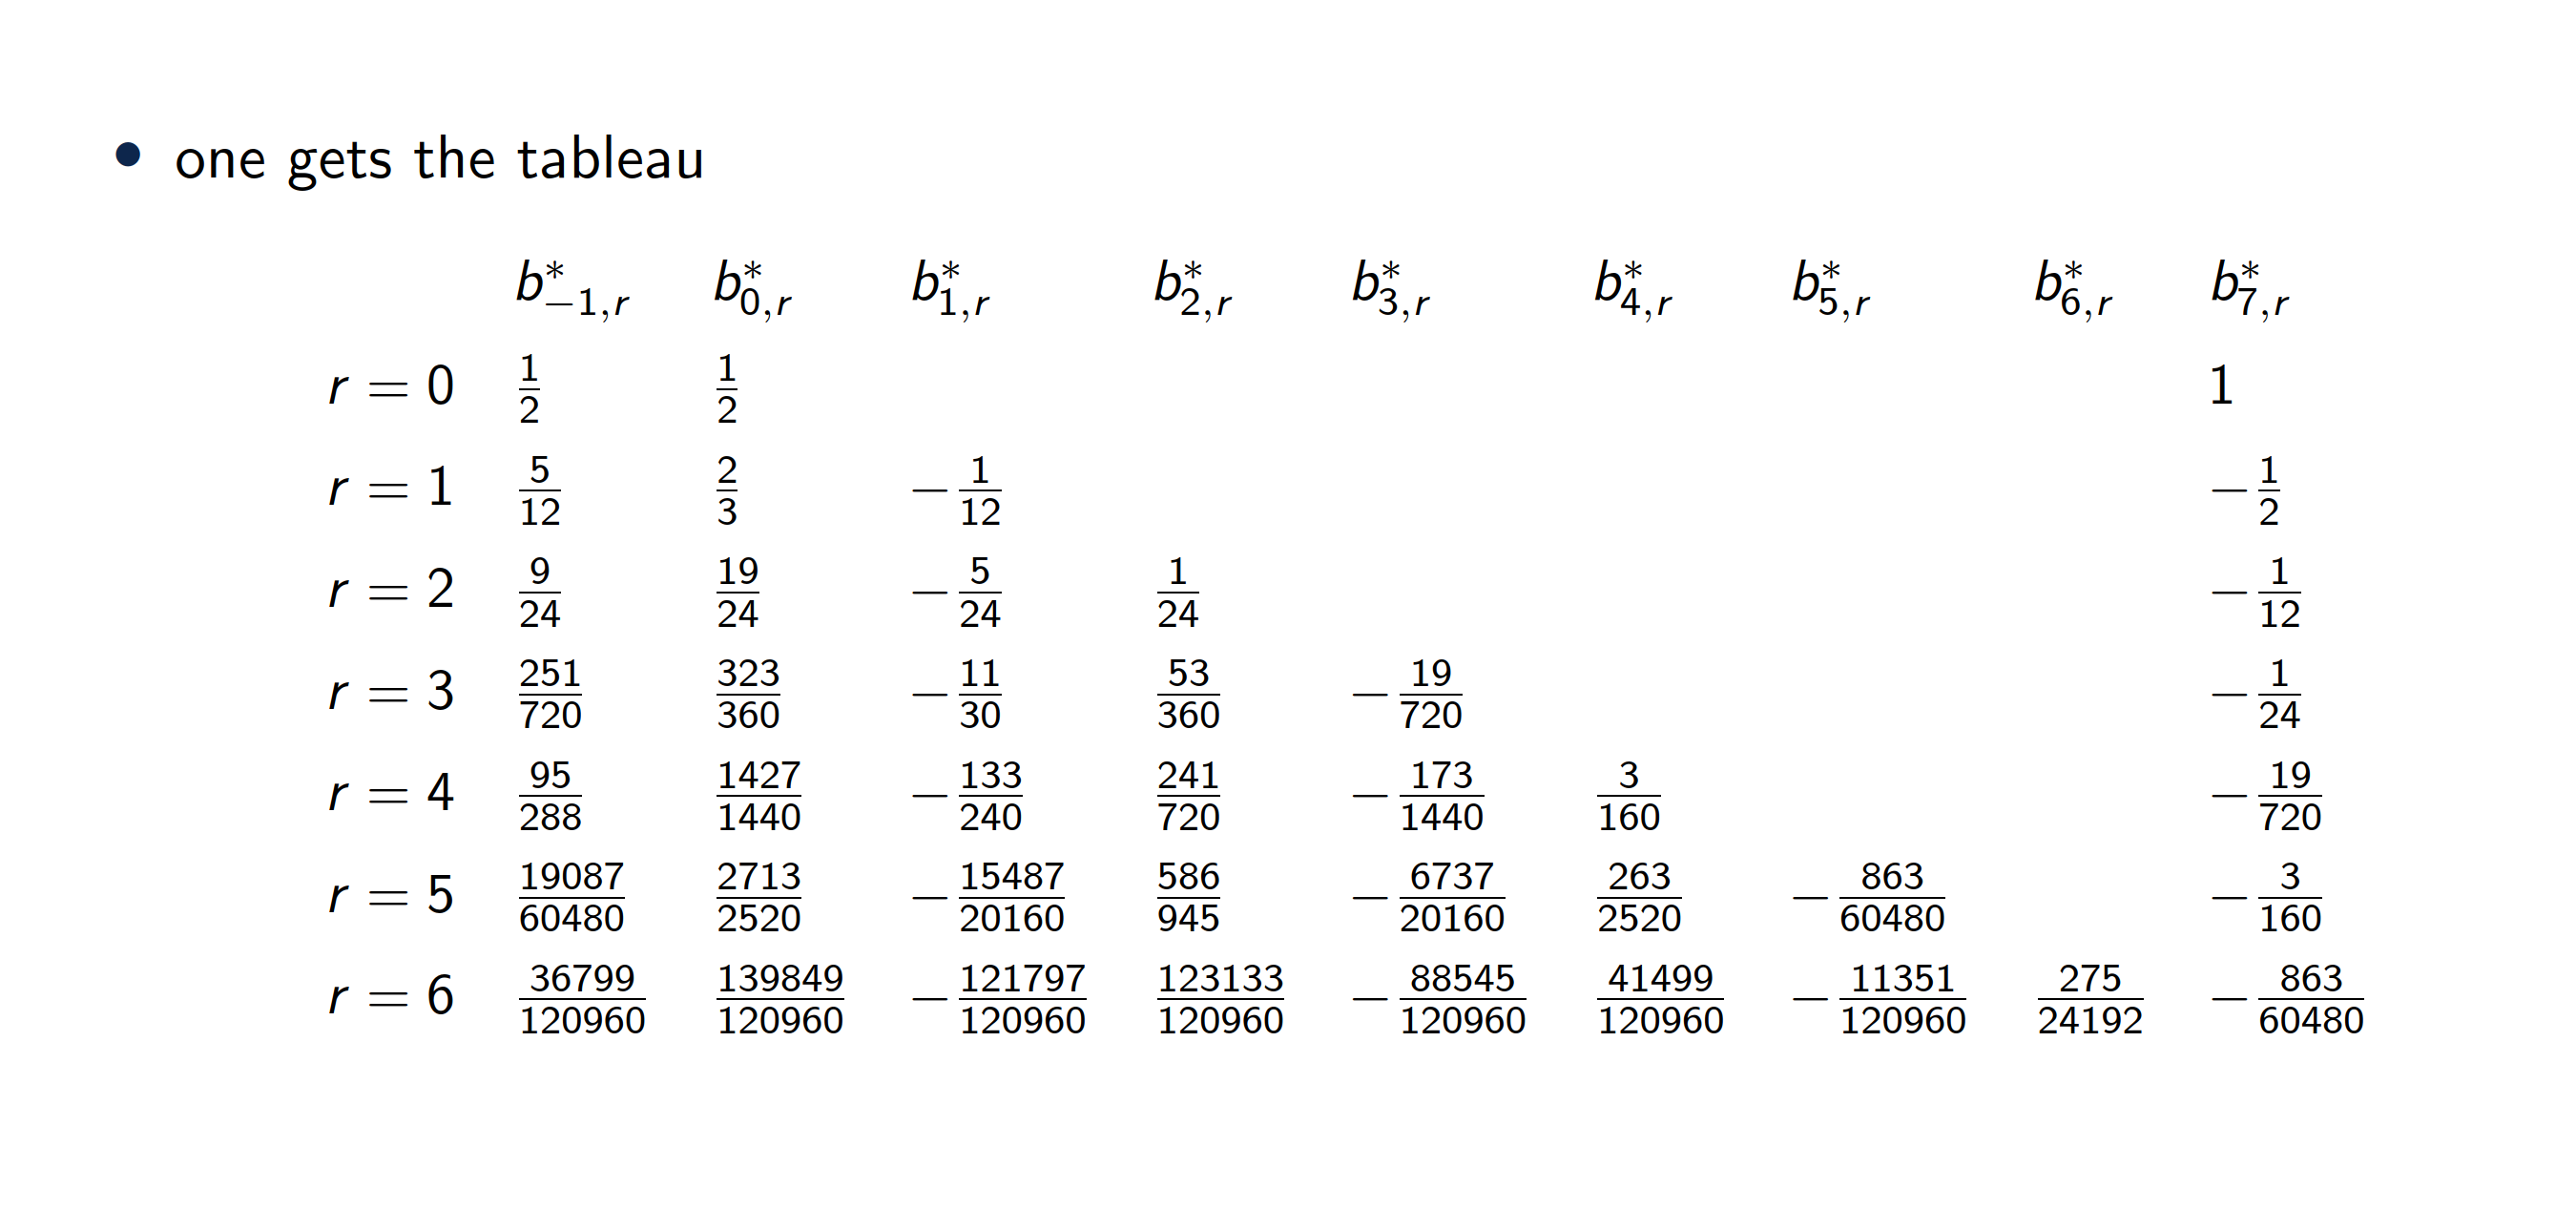 • one gets the tableau
b*_{-1,r} b*_{0,r} b*_{1,r} b*_{2,r} b*_{3,r} b*_{4,r} b*_{5,r} b*_{6,r} b*_{7,r}
r = 0 1/2 1/2 1
r = 1 5/12 2/3 −1/12 −1/2
r = 2 9/24 19/24 −5/24 1/24 −1/12
r = 3 251/720 323/360 −11/30 53/360 −19/720 −1/24
r = 4 95/288 1427/1440 −133/240 241/720 −173/1440 3/160 −19/720
r = 5 19087/60480 2713/2520 −15487/20160 586/945 −6737/20160 263/2520 −863/60480 −3/160
r = 6 36799/120960 139849/120960 −121797/120960 123133/120960 −88545/120960 41499/120960 −11351/120960 275/24192 −863/60480